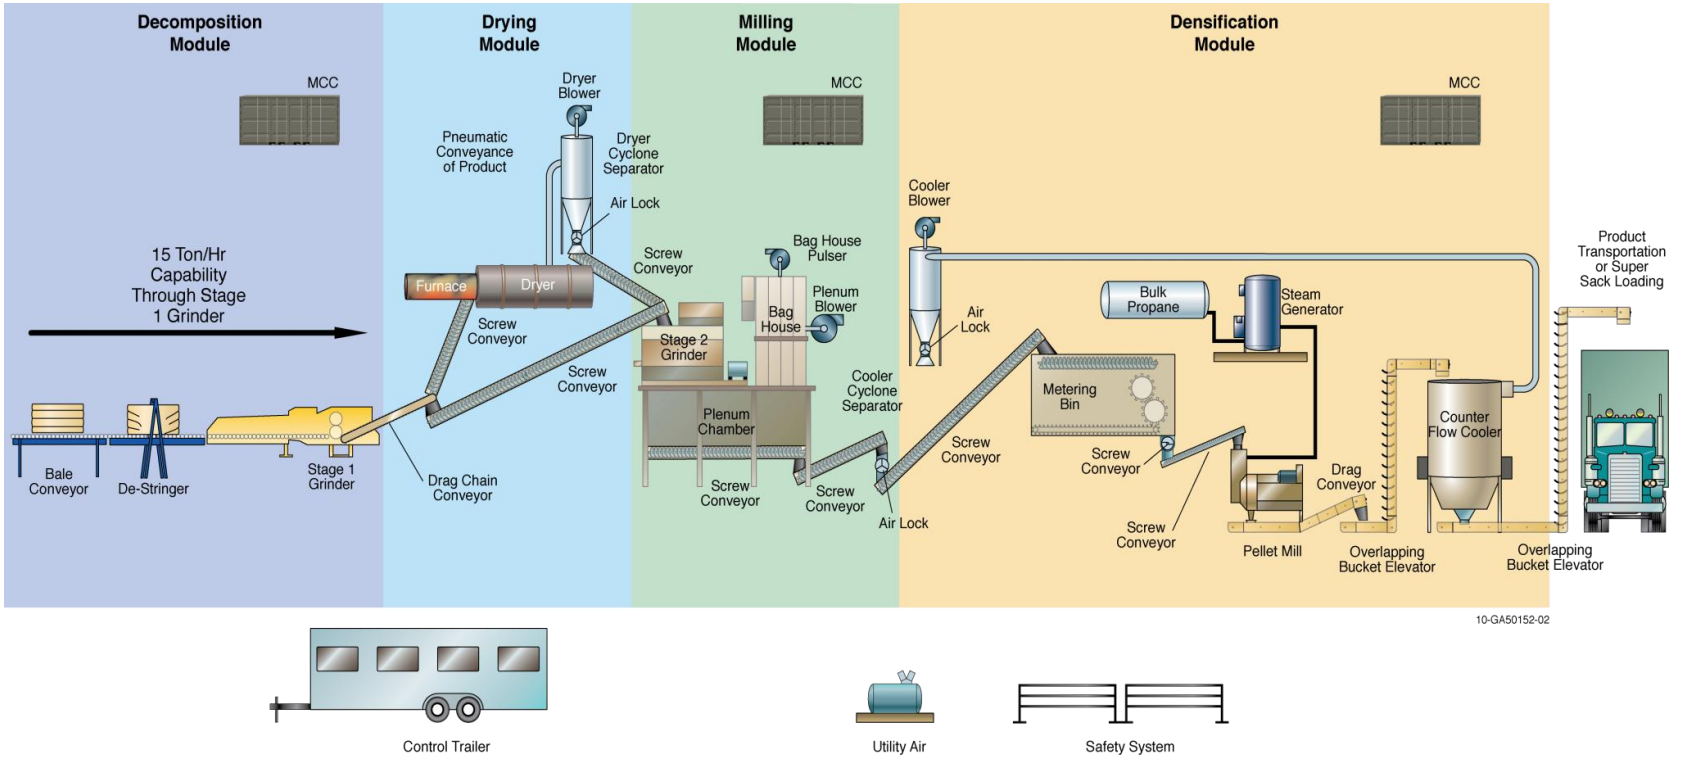 Decomposition
Module
Drying
Module
Milling
Module
Densification
Module
MCC
MCC
MCC
Dryer
Blower
Pneumatic
Conveyance
of Product
Dryer
Cyclone
Separator
Air Lock
Cooler
Blower
15 Ton/Hr
Capability
Through Stage
1 Grinder
Furnace
Dryer
Screw
Conveyor
Bag House
Pulser
Plenum
Blower
Bag
House
Stage 2
Grinder
Screw
Conveyor
Screw
Conveyor
Air
Lock
Bulk
Propane
Steam
Generator
Product
Transportation
or Super
Sack Loading
Cooler
Cyclone
Separator
Metering
Bin
Plenum
Chamber
Counter
Flow Cooler
Bale
Conveyor
De-Stringer
Stage 1
Grinder
Drag Chain
Conveyor
Screw
Conveyor
Screw
Conveyor
Air Lock
Screw
Conveyor
Screw
Conveyor
Screw
Conveyor
Drag
Conveyor
Pellet Mill
Overlapping
Bucket Elevator
Overlapping
Bucket Elevator
10-GA50152-02
Control Trailer
Utility Air
Safety System